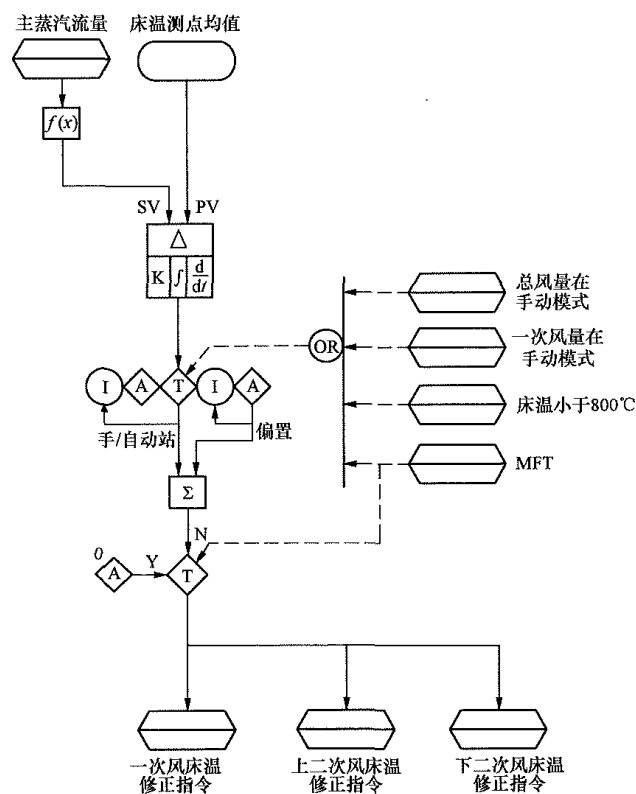 主蒸汽流量
床温测点均值
f(x)
SV
PV
△
K
∫
d
dt
总风量在
手动模式
OR
一次风量在
手动模式
I
A
T
I
A
床温小于800℃
手/自动站
偏置
MFT
Σ
N
0
Y
A
T
一次风床温
修正指令
上二次风床温
修正指令
下二次风床温
修正指令